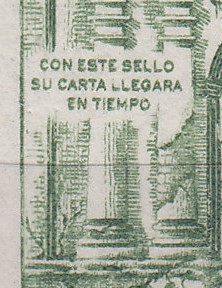 CON ESTE SELLO
SU CARTA LLEGARA
EN TIEMPO